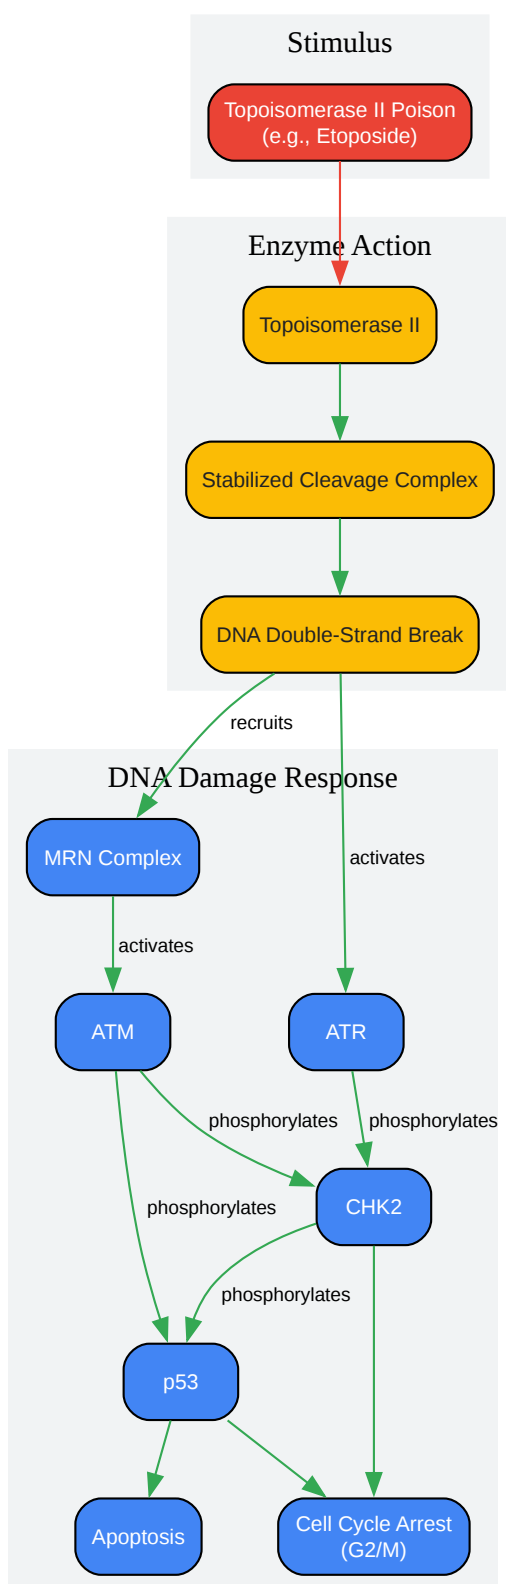 Stimulus
Topoisomerase II Poison
(e.g., Etoposide)
Enzyme Action
Topoisomerase II
Stabilized Cleavage Complex
DNA Double-Strand Break
recruits
DNA Damage Response
MRN Complex
activates
activates
ATM
ATR
phosphorylates
phosphorylates
phosphorylates
CHK2
phosphorylates
p53
Apoptosis
Cell Cycle Arrest
(G2/M)